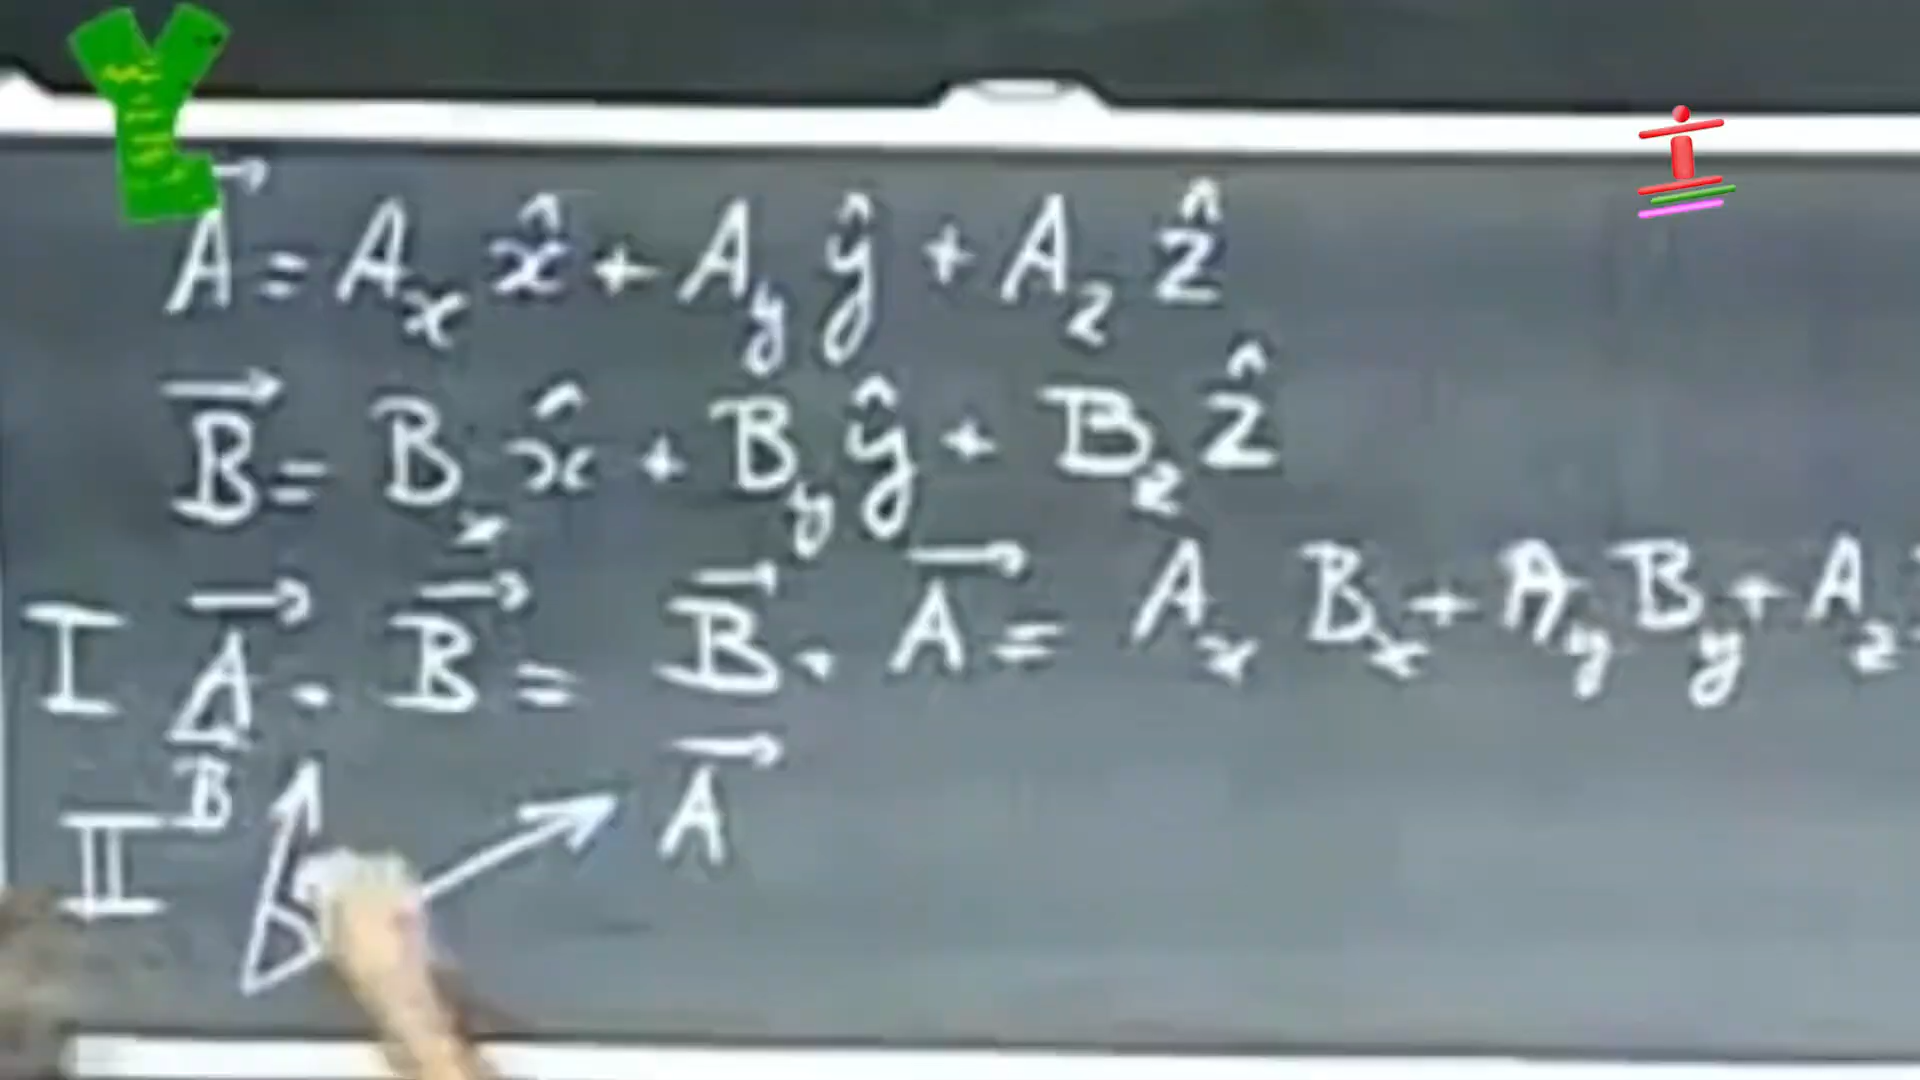 A⃗ = Aₓ x̂ + A_y ŷ + A_z ẑ
B⃗ = Bₓ x̂ + B_y ŷ + B_z ẑ
I A⃗ · B⃗ = B⃗ · A⃗ = Aₓ Bₓ + A_y B_y + A_z
II B⃗ A⃗